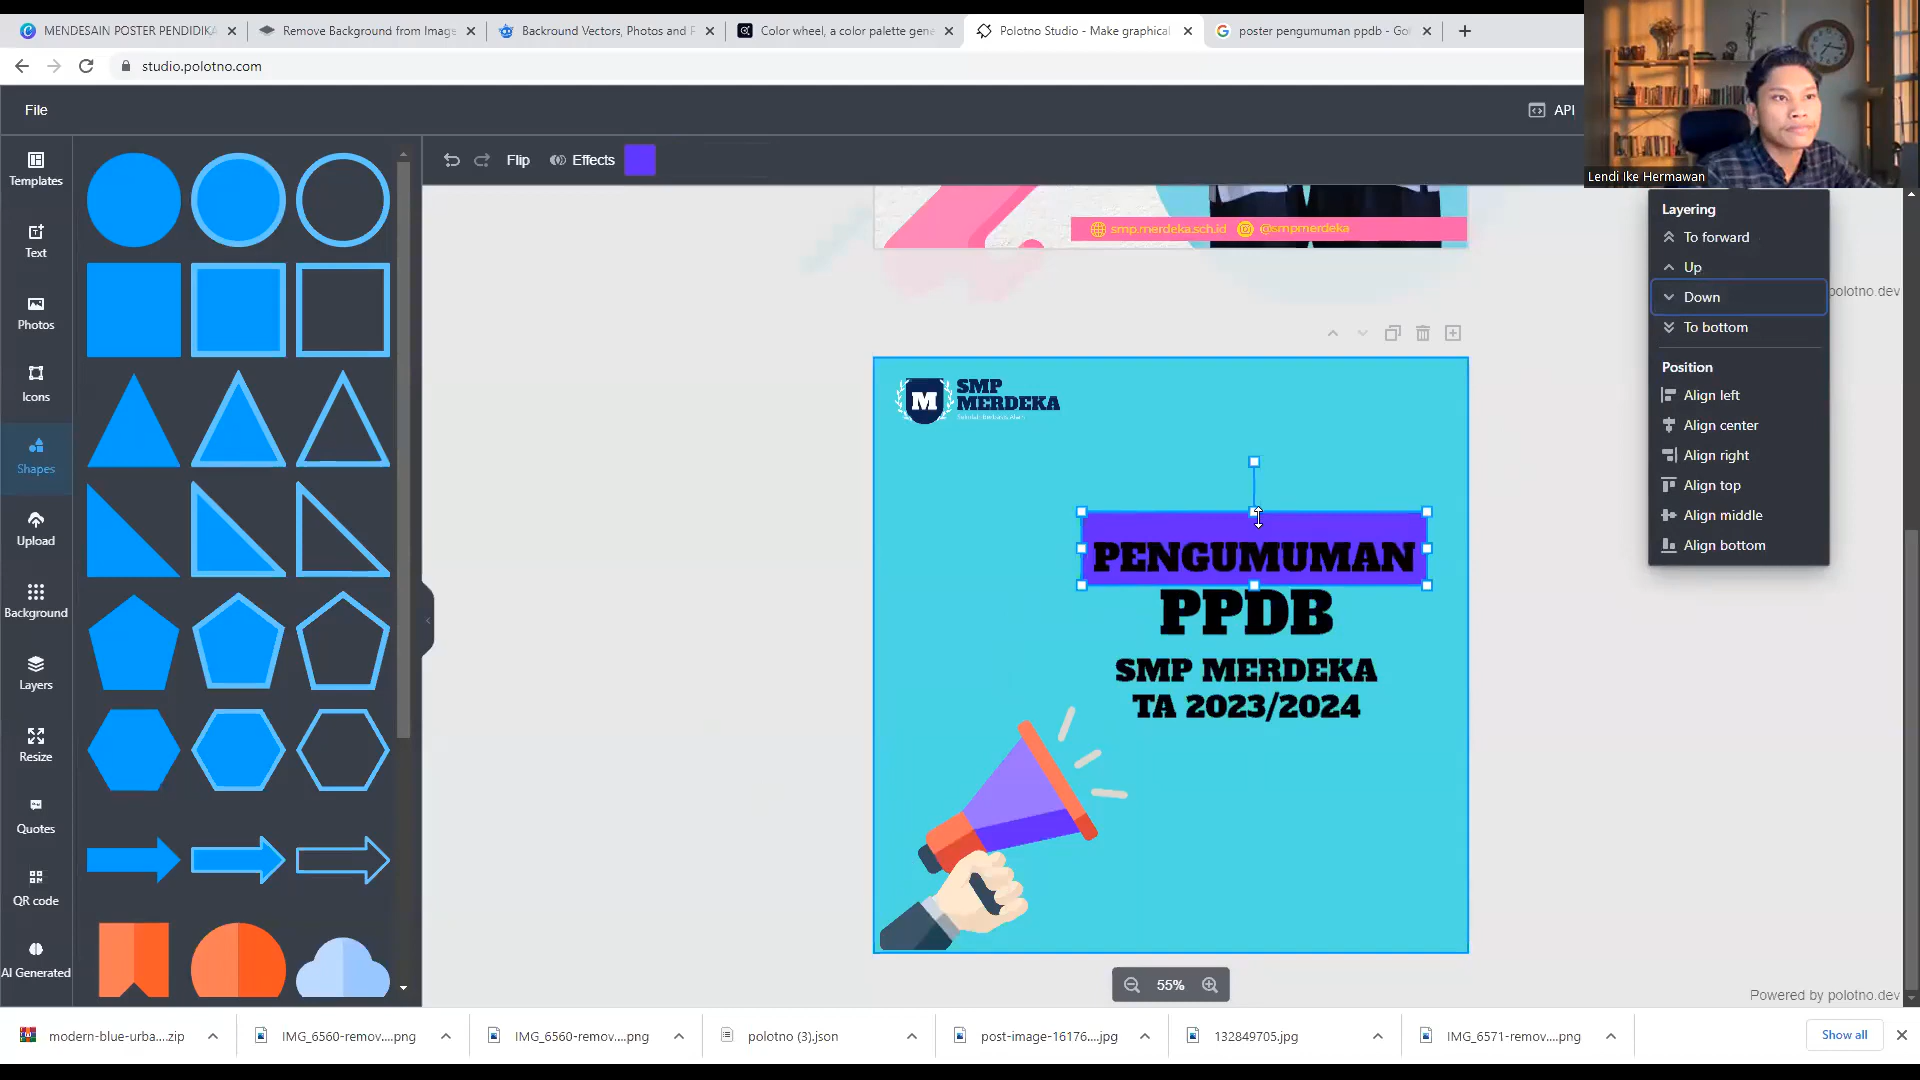 MENDESAIN POSTER PENDIDIKA
Remove Background from Image
Backround Vectors, Photos and F
Color wheel, a color palette gene
Polotno Studio - Make graphical
poster pengumuman ppdb - Go
studio.polotno.com
File
API
Lendi Ike Hermawan
Flip
Effects
Templates
Text
Photos
Icons
Shapes
Upload
Background
Layers
Resize
Quotes
QR code
AI Generated
smp.merdeka.sch.id
@smpmerdeka
Layering
To forward
Up
Down
To bottom
Position
Align left
Align center
Align right
Align top
Align middle
Align bottom
polotno.dev
M
SMP
MERDEKA
Sekolah Berbasis Alam
PENGUMUMAN
PPDB
SMP MERDEKA
TA 2023/2024
55%
Powered by polotno.dev
modern-blue-urba....zip
IMG_6560-remov....png
IMG_6560-remov....png
polotno (3).json
post-image-16176....jpg
132849705.jpg
IMG_6571-remov....png
Show all